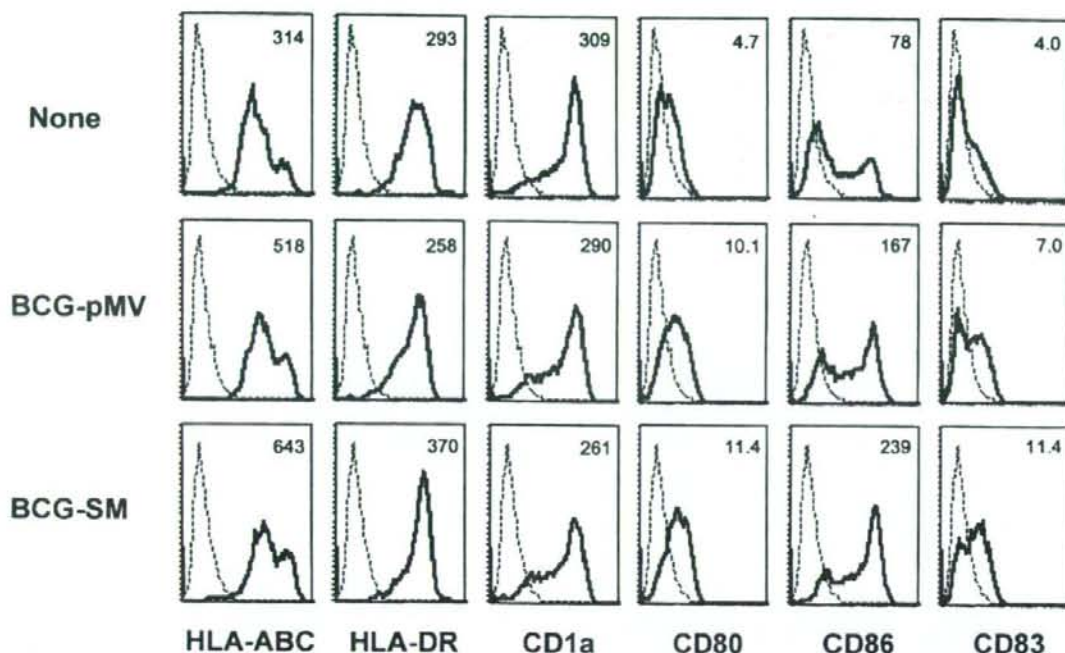 314 293 309 4.7 78 4.0
None
518 258 290 10.1 167 7.0
BCG-pMV
643 370 261 11.4 239 11.4
BCG-SM
HLA-ABC HLA-DR CD1a CD80 CD86 CD83